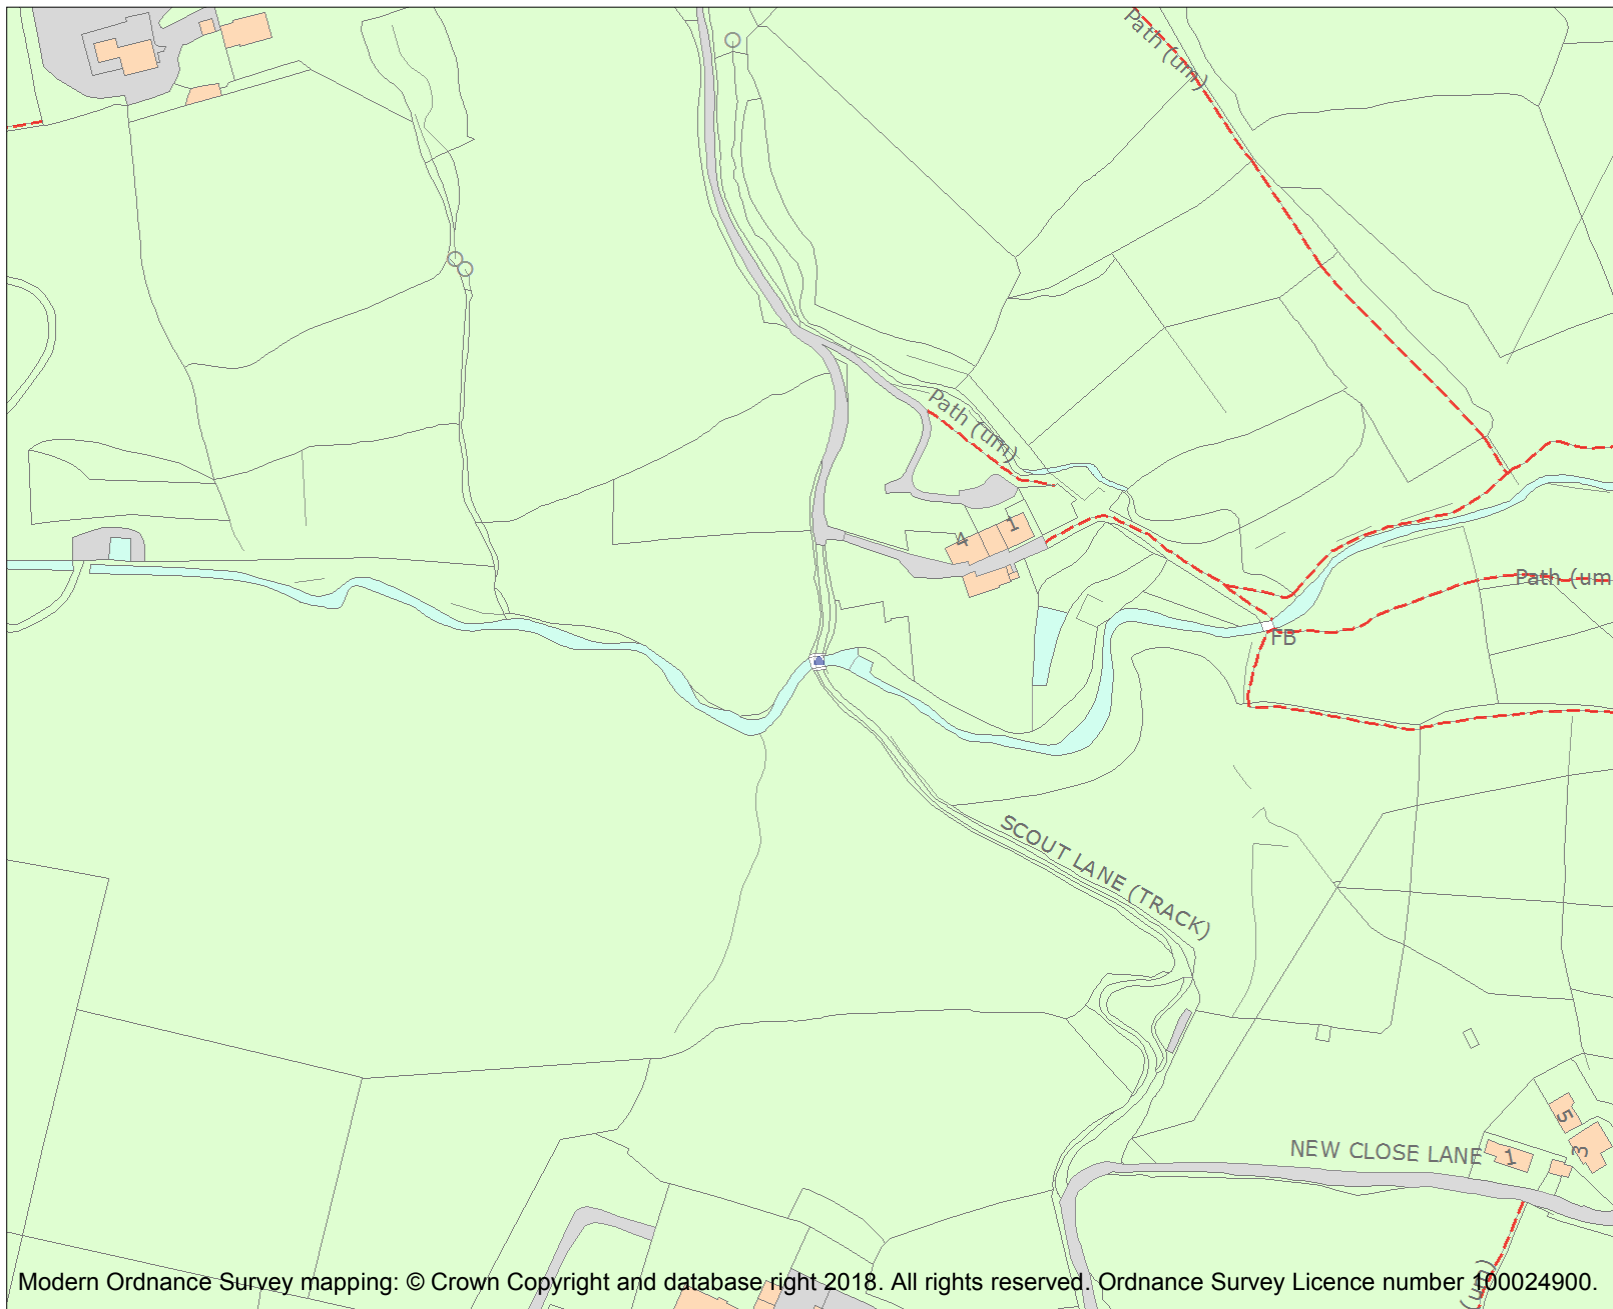 Path (um)
Path (um)
4
1
Path (um
FB
SCOUT LANE (TRACK)
5
3
NEW CLOSE LANE
1
Modern Ordnance Survey mapping: © Crown Copyright and database right 2018. All rights reserved. Ordnance Survey Licence number 100024900.